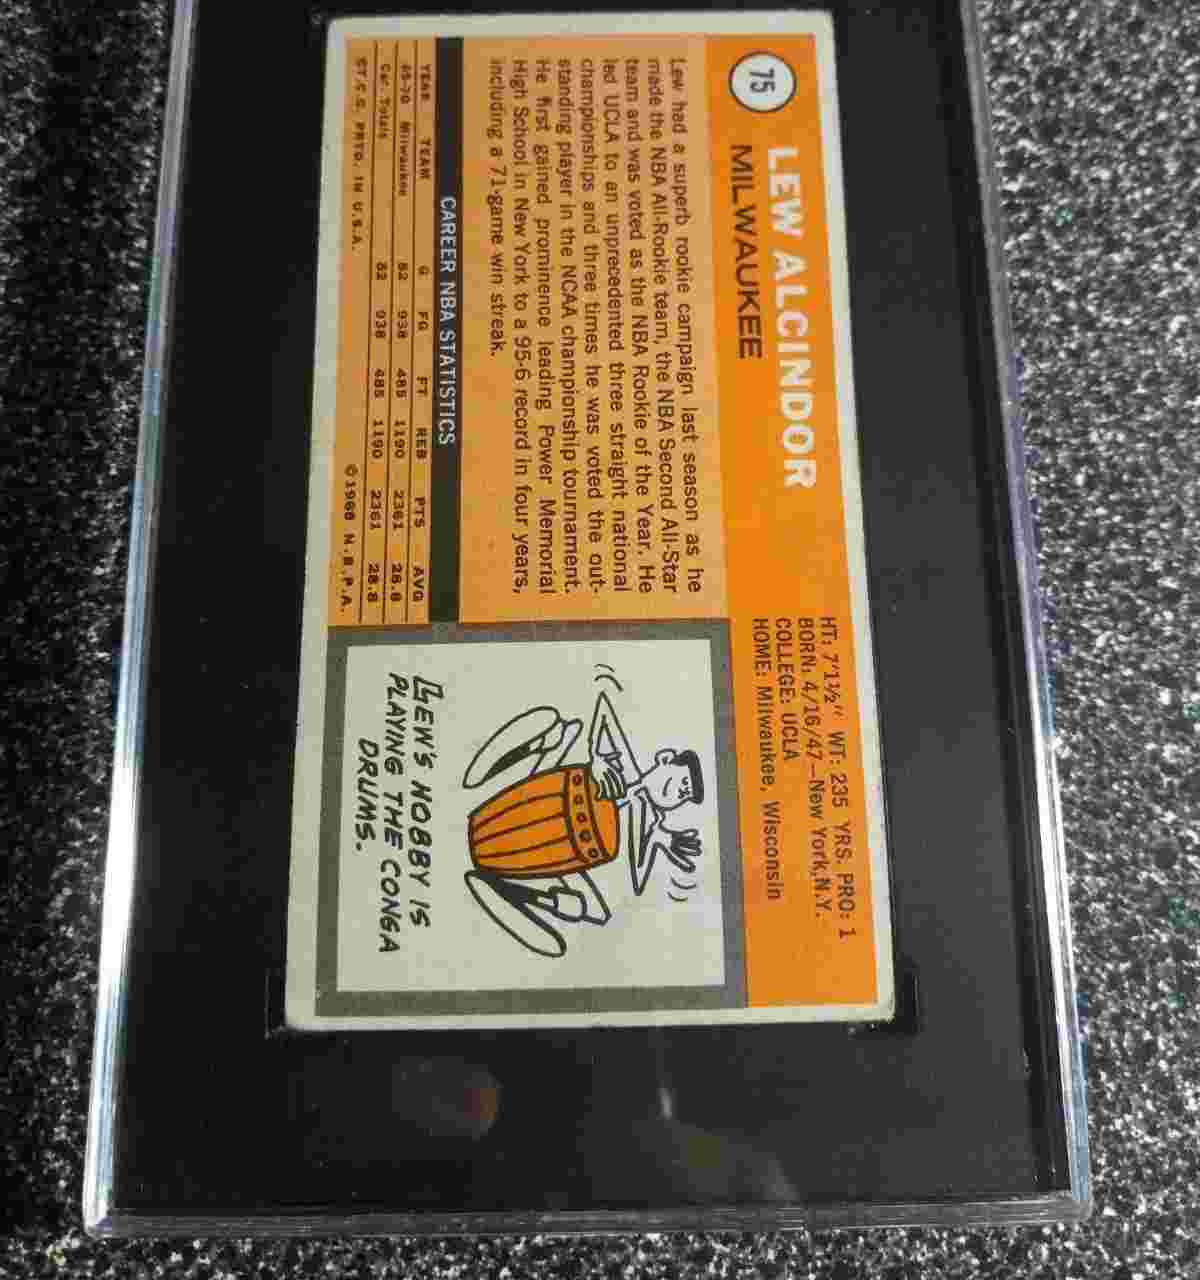 75
LEW ALCINDOR
MILWAUKEE
HT: 7'1½" WT: 235 YRS. PRO: 1
BORN: 4/16/47—New York, N.Y.
COLLEGE: UCLA
HOME: Milwaukee, Wisconsin
Lew had a superb rookie campaign last season as he
made the NBA All-Rookie team, the NBA Second All-Star
team and was voted as the NBA Rookie of the Year. He
led UCLA to an unprecedented three straight national
championships and three times he was voted the out-
standing player in the NCAA championship tournament.
He first gained prominence leading Power Memorial
High School in New York to a 95-6 record in four years,
including a 71-game win streak.
CAREER NBA STATISTICS
YEAR TEAM G FG FT REB PTS AVG
69-70 Milwaukee 82 938 485 1190 2361 28.8
Car. Totals 82 938 485 1190 2361 28.8
©T.C.G. PRTD. IN U.S.A. ©1968 N.B.P.A.
LEW'S HOBBY IS
PLAYING THE CONGA
DRUMS.